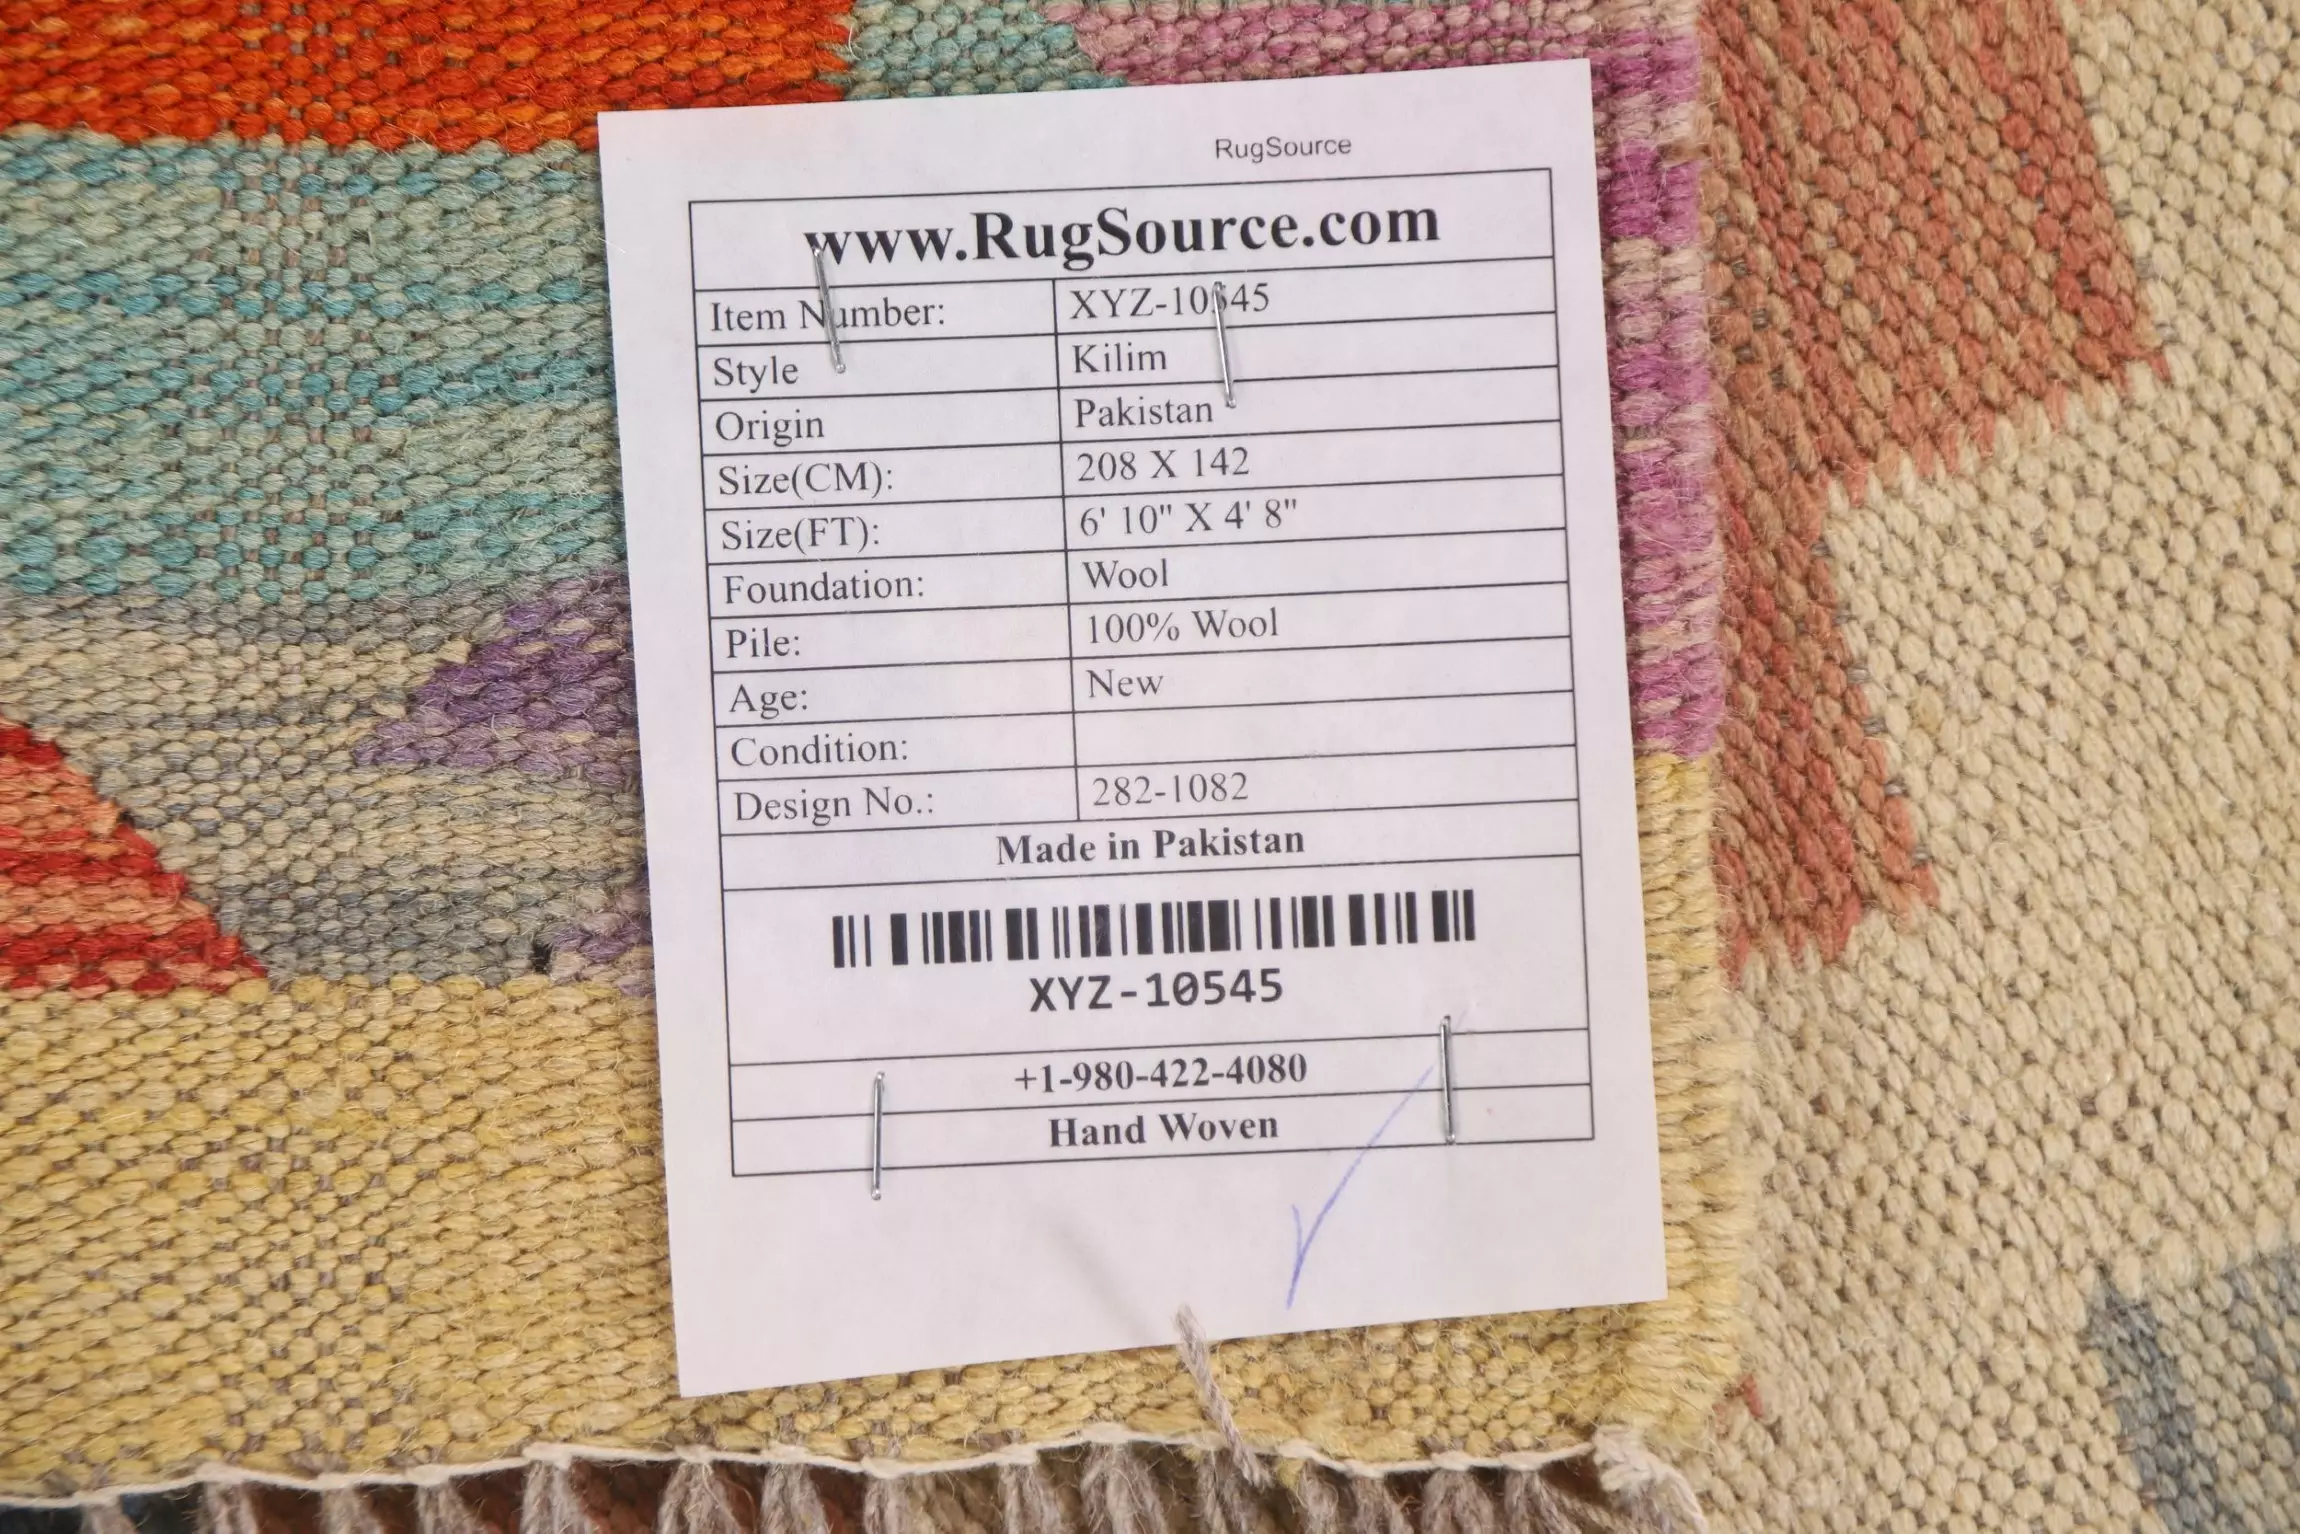 RugSource
www.RugSource.com
Item Number: XYZ-10545
Style Kilim
Origin Pakistan
Size(CM): 208 X 142
Size(FT): 6' 10" X 4' 8"
Foundation: Wool
Pile: 100% Wool
Age: New
Condition:
Design No.: 282-1082
Made in Pakistan
XYZ-10545
+1-980-422-4080
Hand Woven